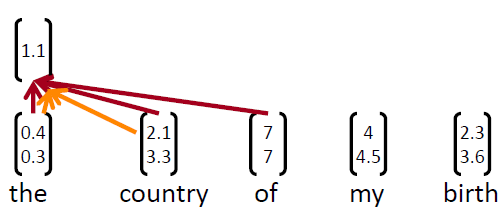 1.1
0.4 2.1 7 4 2.3
0.3 3.3 7 4.5 3.6
the country of my birth